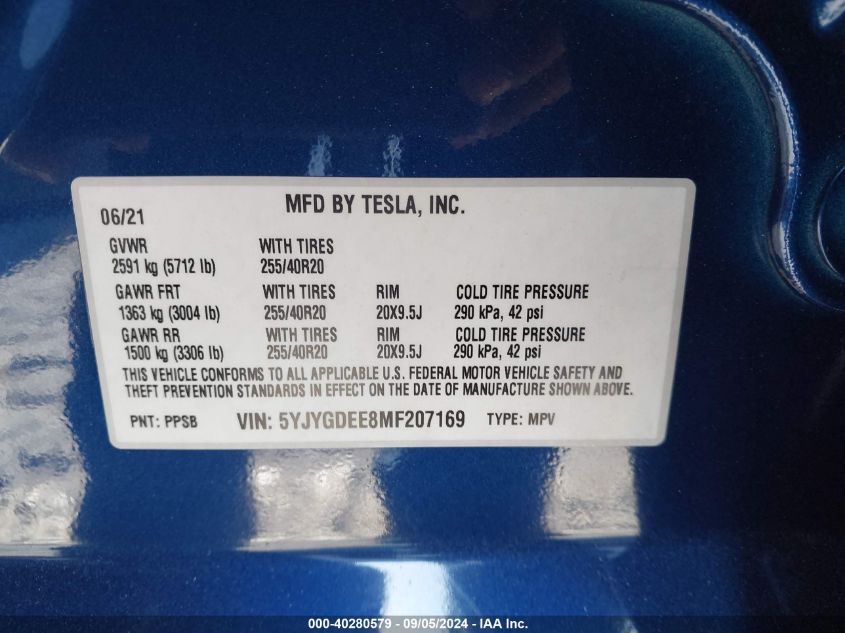 06/21 MFD BY TESLA, INC.
GVWR WITH TIRES
2591 kg (5712 lb) 255/40R20
GAWR FRT WITH TIRES RIM COLD TIRE PRESSURE
1363 kg (3004 lb) 255/40R20 20X9.5J 290 kPa, 42 psi
GAWR RR WITH TIRES RIM COLD TIRE PRESSURE
1500 kg (3306 lb) 255/40R20 20X9.5J 290 kPa, 42 psi
THIS VEHICLE CONFORMS TO ALL APPLICABLE U.S. FEDERAL MOTOR VEHICLE SAFETY AND
THEFT PREVENTION STANDARDS IN EFFECT ON THE DATE OF MANUFACTURE SHOWN ABOVE.
PNT: PPSB VIN: 5YJYGDEE8MF207169 TYPE: MPV
000-40280579 - 09/05/2024 - IAA Inc.